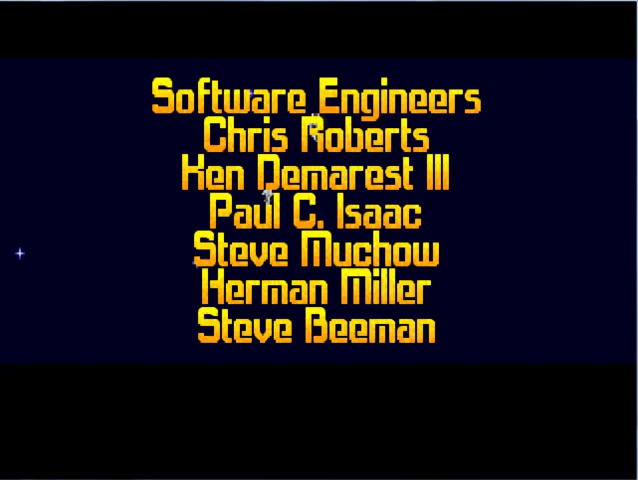 Software Engineers
Chris Roberts
Ken Demarest III
Paul C. Isaac
Steve Muchow
Herman Miller
Steve Beeman